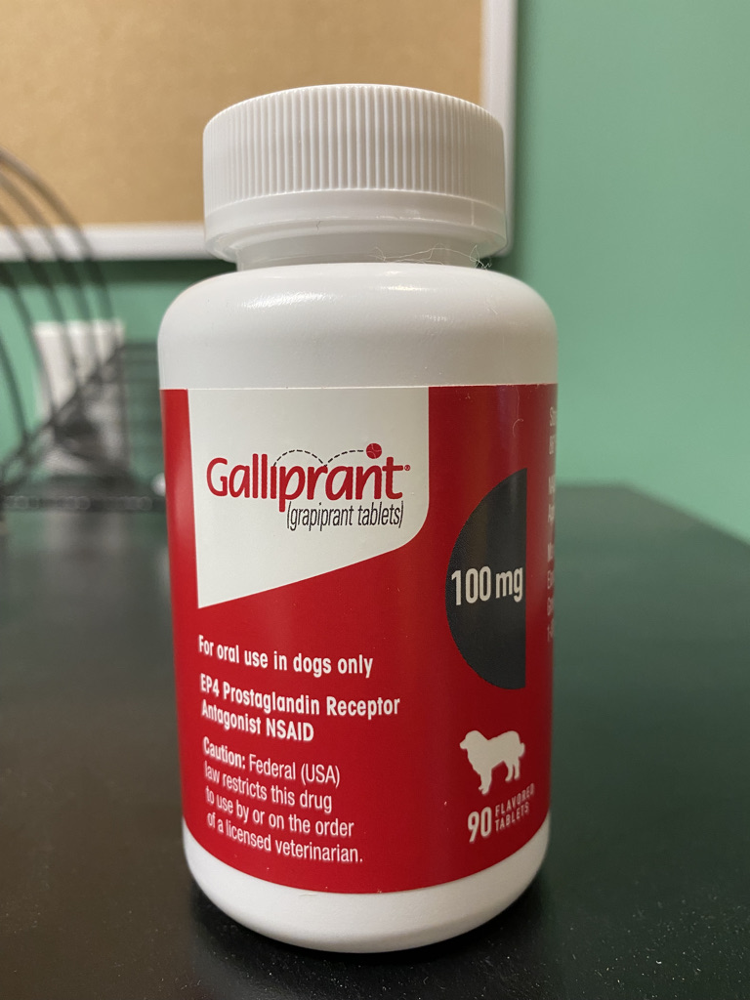 Galliprant®
(grapiprant tablets)
100 mg
For oral use in dogs only
EP4 Prostaglandin Receptor
Antagonist NSAID
Caution: Federal (USA)
law restricts this drug
to use by or on the order
of a licensed veterinarian.
90 FLAVORED
TABLETS